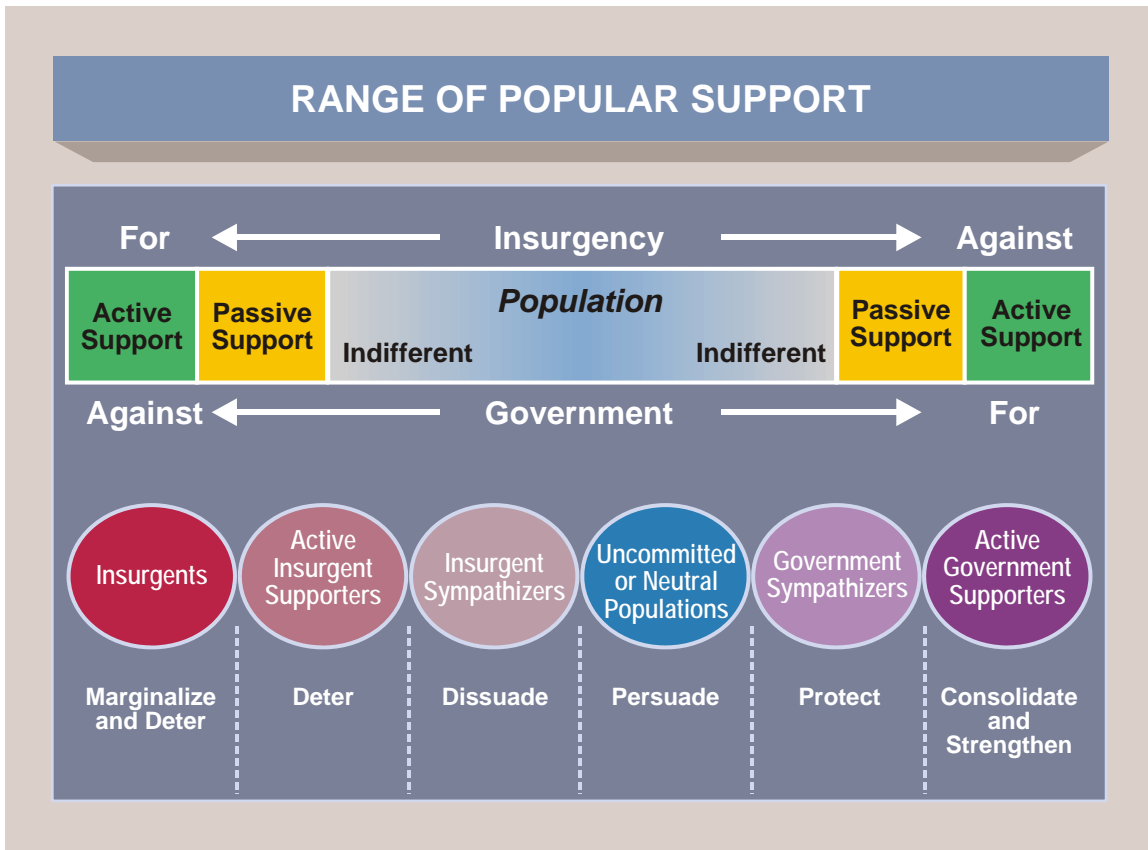 RANGE OF POPULAR SUPPORT
For Insurgency Against
Active Support
Passive Support
Population
Indifferent
Indifferent
Passive Support
Active Support
Against Government For
Insurgents
Active
Insurgent
Supporters
Insurgent
Sympathizers
Uncommitted
or Neutral
Populations
Government
Sympathizers
Active
Government
Supporters
Marginalize
and Deter
Deter
Dissuade
Persuade
Protect
Consolidate
and
Strengthen